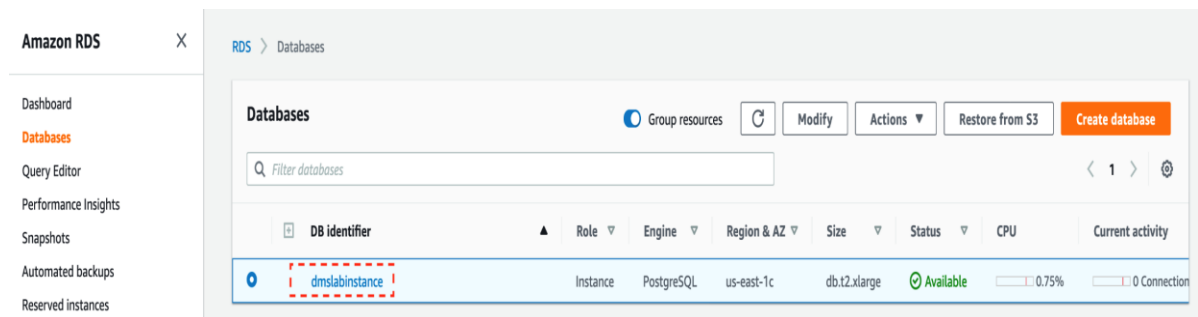 Amazon RDS X
RDS > Databases
Dashboard
Databases
Query Editor
Performance Insights
Snapshots
Automated backups
Reserved instances
Databases
Group resources
Modify
Actions
Restore from S3
Create database
Filter databases
1
DB identifier Role Engine Region & AZ Size Status CPU Current activity
dmslabinstance Instance PostgreSQL us-east-1c db.t2.xlarge Available 0.75% 0 Connection